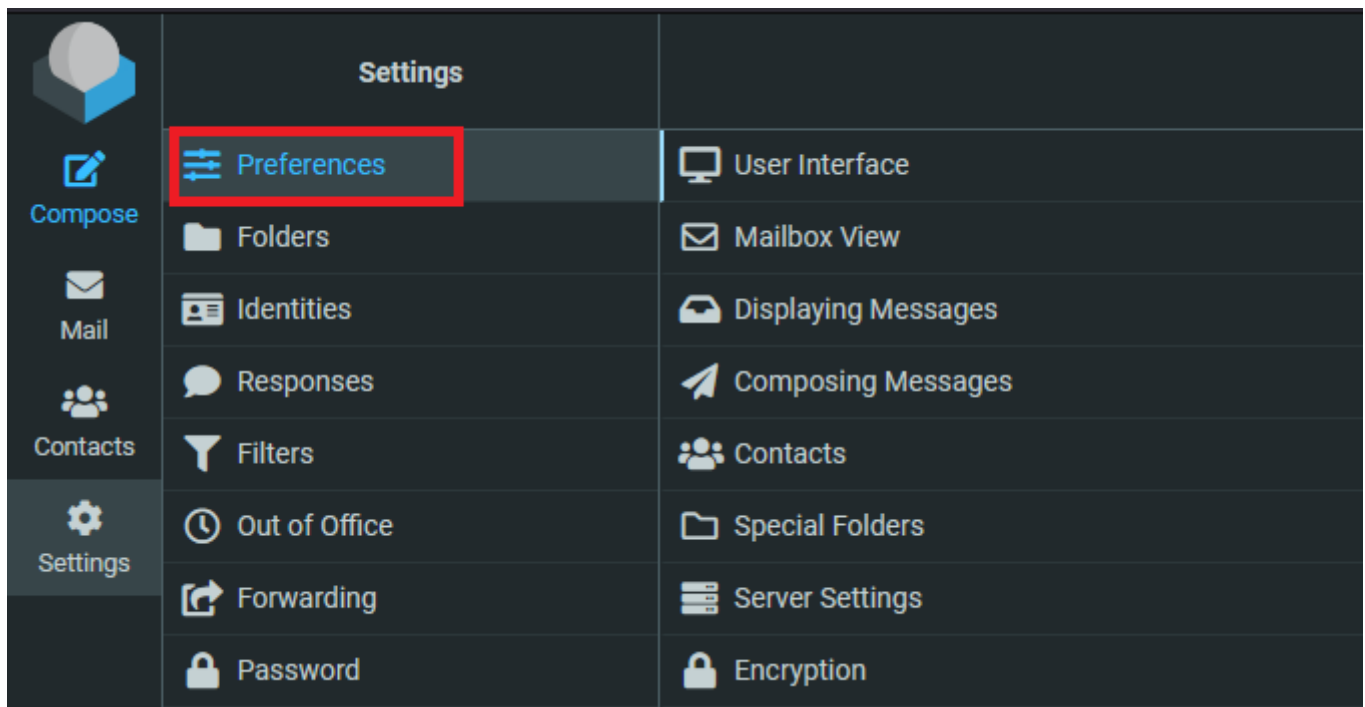 Settings
Compose
Mail
Contacts
Settings
Preferences
Folders
Identities
Responses
Filters
Out of Office
Forwarding
Password
User Interface
Mailbox View
Displaying Messages
Composing Messages
Contacts
Special Folders
Server Settings
Encryption